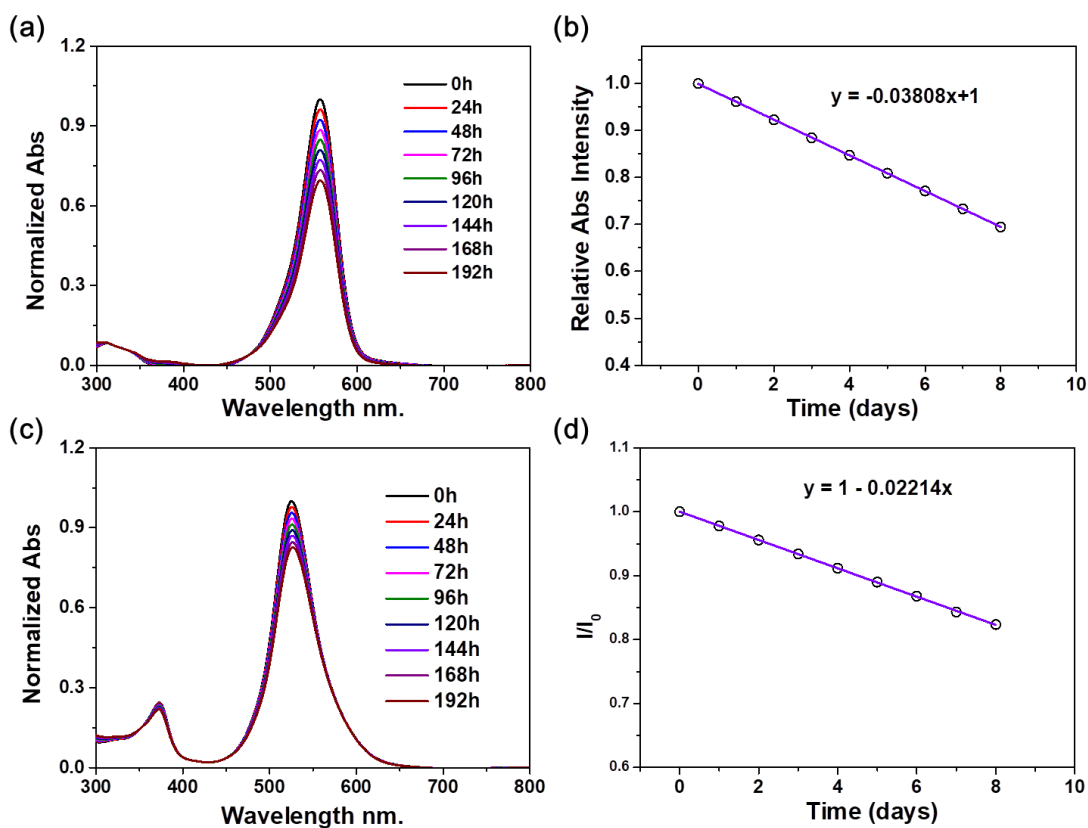 (a)
Normalized Abs
1.2
0.9
0.6
0.3
0.0
0h
24h
48h
72h
96h
120h
144h
168h
192h
300 400 500 600 700 800
Wavelength nm.
(b)
Relative Abs Intensity
1.0
0.9
0.8
0.7
0.6
0.5
0.4
y = -0.03808x+1
0 2 4 6 8 10
Time (days)
(c)
Normalized Abs
1.2
0.9
0.6
0.3
0.0
0h
24h
48h
72h
96h
120h
144h
168h
192h
300 400 500 600 700 800
Wavelength nm.
(d)
I/I0
1.1
1.0
0.9
0.8
0.7
0.6
y = 1 - 0.02214x
0 2 4 6 8 10
Time (days)